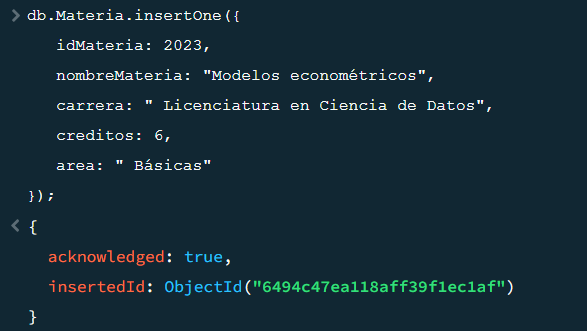 > db.Materia.insertOne({
idMateria: 2023,
nombreMateria: "Modelos econométricos",
carrera: " Licenciatura en Ciencia de Datos",
creditos: 6,
area: " Básicas"
});
< {
acknowledged: true,
insertedId: ObjectId("6494c47ea118aff39f1ec1af")
}